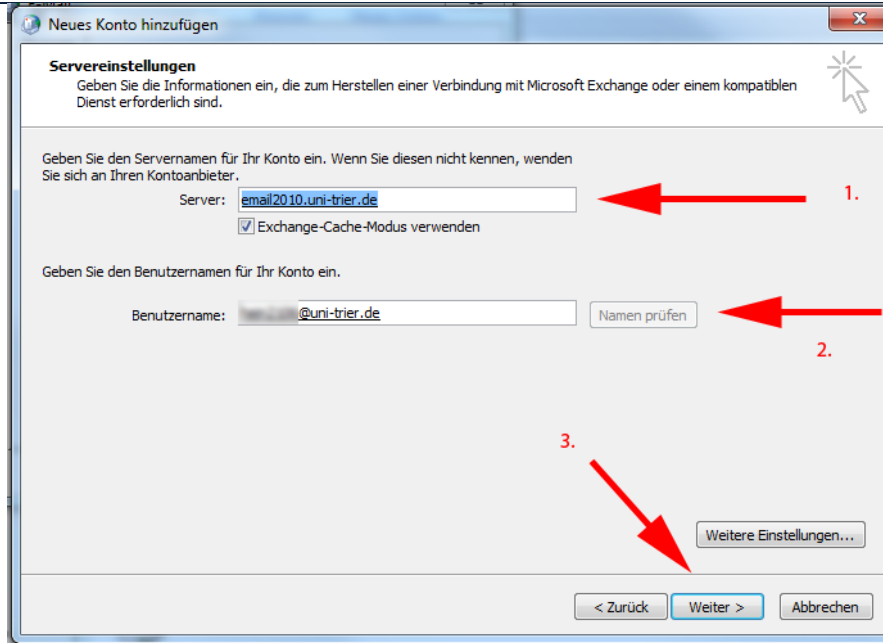 Neues Konto hinzufügen
Servereinstellungen
Geben Sie die Informationen ein, die zum Herstellen einer Verbindung mit Microsoft Exchange oder einem kompatiblen
Dienst erforderlich sind.
Geben Sie den Servernamen für Ihr Konto ein. Wenn Sie diesen nicht kennen, wenden
Sie sich an Ihren Kontoanbieter.
Server: email2010.uni-trier.de 1.
Exchange-Cache-Modus verwenden
Geben Sie den Benutzernamen für Ihr Konto ein.
Benutzername: @uni-trier.de Namen prüfen
2.
3.
Weitere Einstellungen...
< Zurück Weiter > Abbrechen